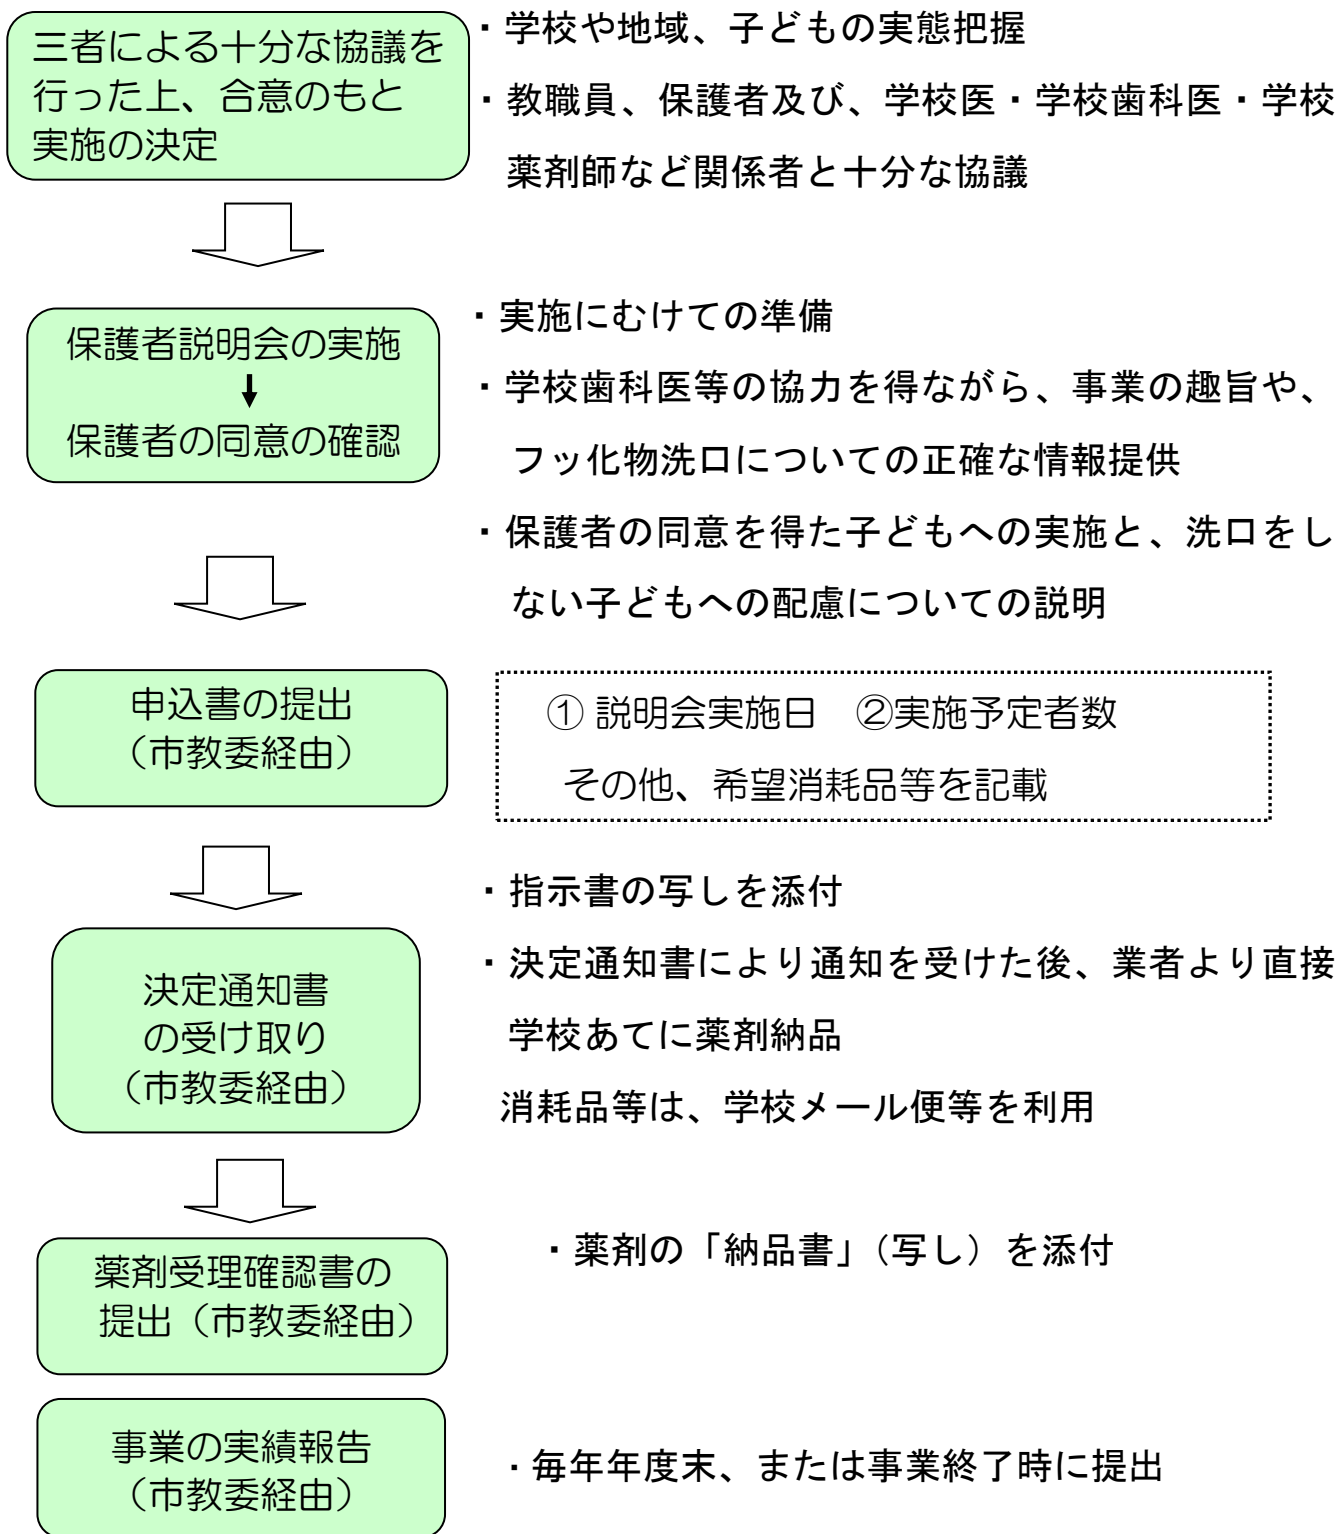 三者による十分な協議を
行った上、合意のもと
実施の決定
・学校や地域、子どもの実態把握
・教職員、保護者及び、学校医・学校歯科医・学校
薬剤師など関係者と十分な協議
保護者説明会の実施
保護者の同意の確認
・実施にむけての準備
・学校歯科医等の協力を得ながら、事業の趣旨や、
フッ化物洗口についての正確な情報提供
・保護者の同意を得た子どもへの実施と、洗口をし
ない子どもへの配慮についての説明
申込書の提出
（市教委経由）
① 説明会実施日　②実施予定者数
その他、希望消耗品等を記載
決定通知書
の受け取り
（市教委経由）
・指示書の写しを添付
・決定通知書により通知を受けた後、業者より直接
学校あてに薬剤納品
消耗品等は、学校メール便等を利用
薬剤受理確認書の
提出（市教委経由）
・薬剤の「納品書」（写し）を添付
事業の実績報告
（市教委経由）
・毎年年度末、または事業終了時に提出